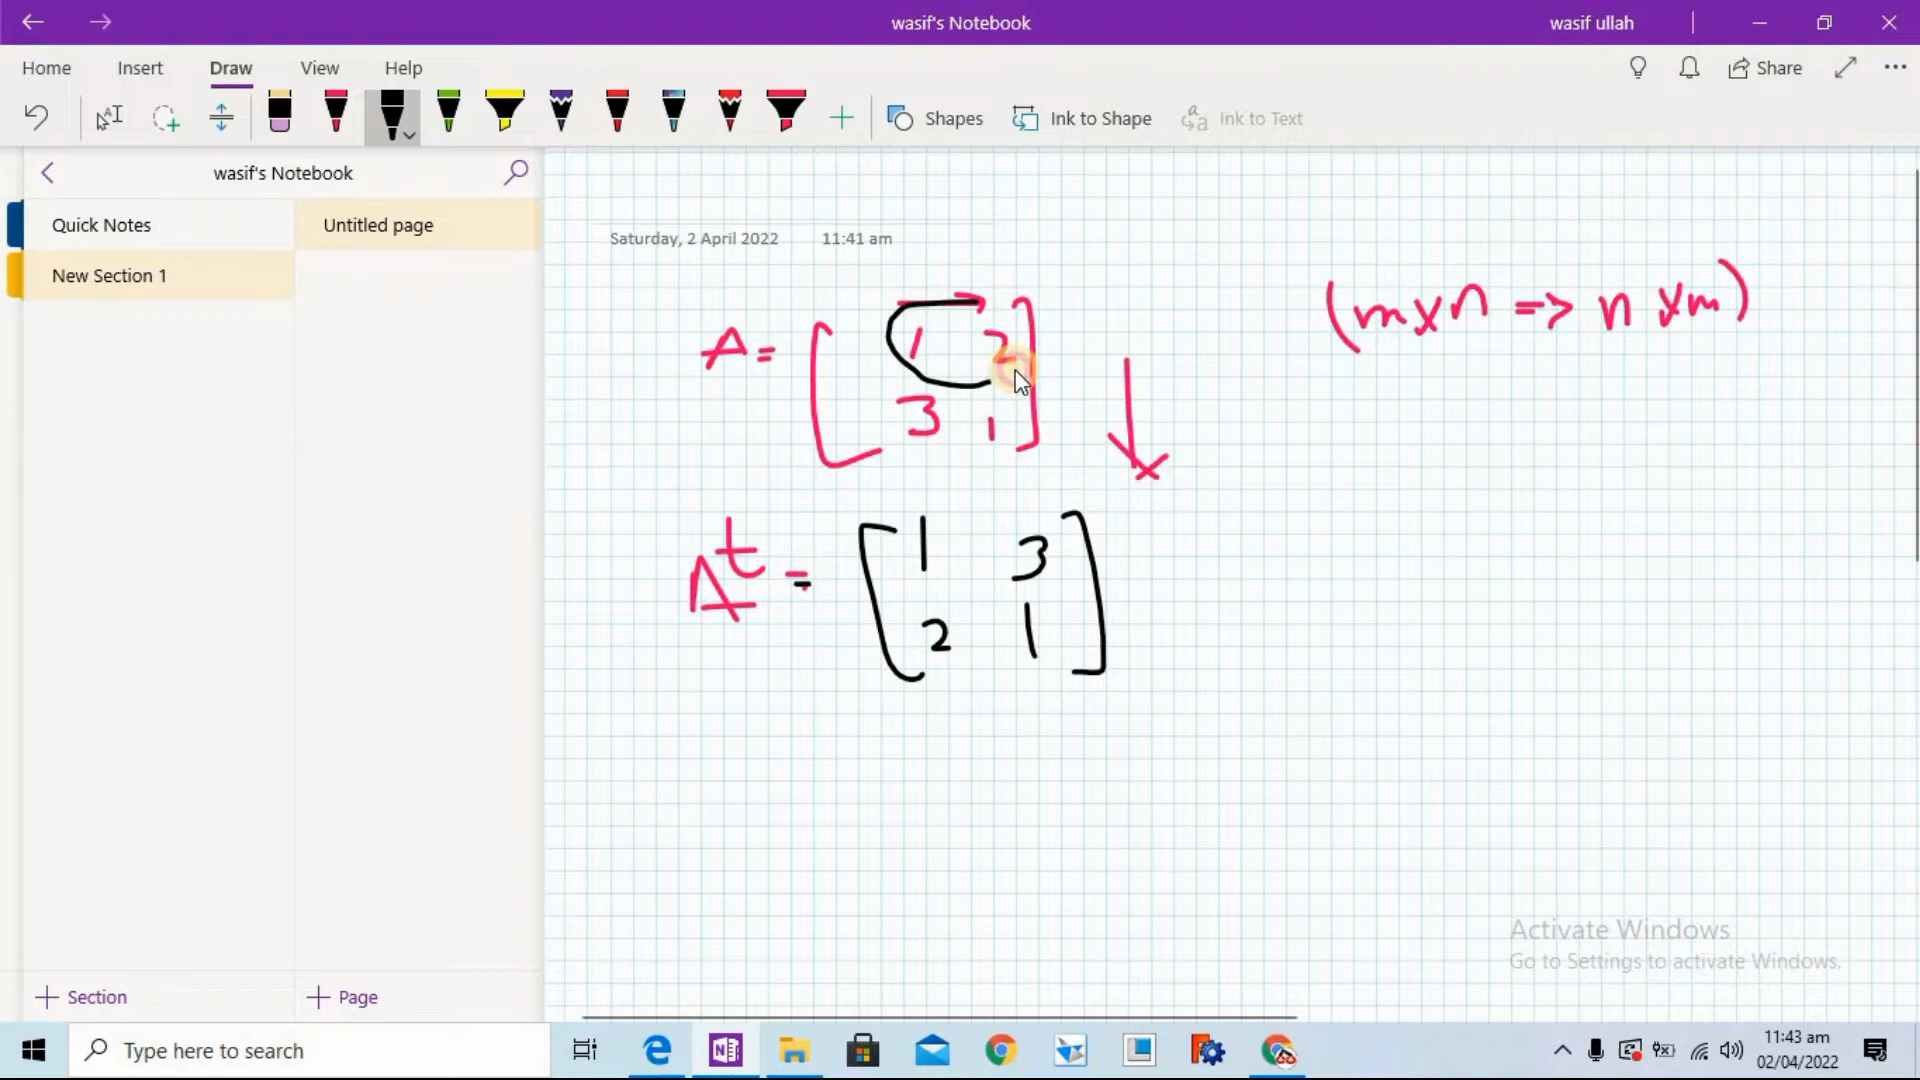 wasif's Notebook
wasif ullah
Home Insert Draw View Help
Share
Shapes Ink to Shape Ink to Text
wasif's Notebook
Quick Notes
Untitled page
New Section 1
Saturday, 2 April 2022 11:41 am
(m×n => n×m)
A = [ 1 2
3 1 ]
A^t = [ 1 3
2 1 ]
Activate Windows
Go to Settings to activate Windows.
+ Section
+ Page
Type here to search
11:43 am
02/04/2022